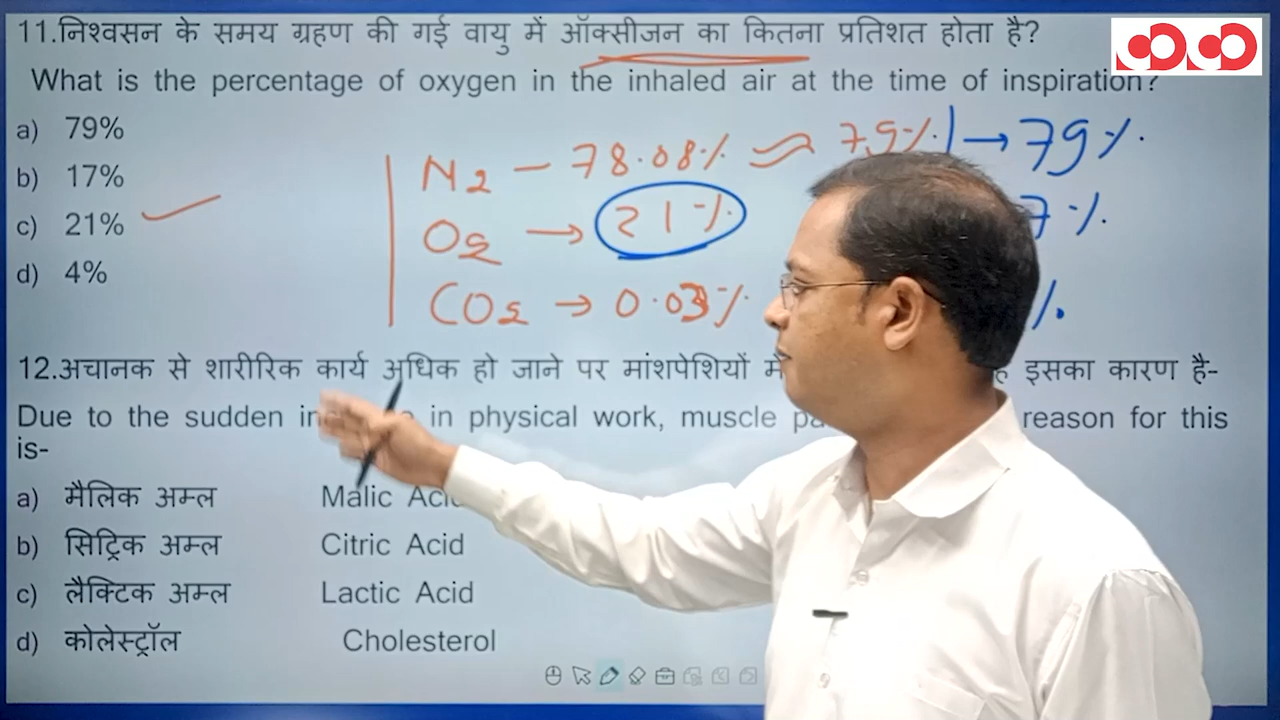 11.निश्वसन के समय ग्रहण की गई वायु में ऑक्सीजन का कितना प्रतिशत होता है?
What is the percentage of oxygen in the inhaled air at the time of inspiration?
a) 79%
b) 17%
c) 21%
d) 4%
N2 – 78.08% ≈ 79% | → 79%.
O2 → 21% 7%.
CO2 → 0.03% %.
12.अचानक से शारीरिक कार्य अधिक हो जाने पर मांशपेशियों में इसका कारण है-
Due to the sudden in physical work, muscle reason for this
is-
a) मैलिक अम्ल Malic
b) सिट्रिक अम्ल Citric Acid
c) लैक्टिक अम्ल Lactic Acid
d) कोलेस्ट्रॉल Cholesterol